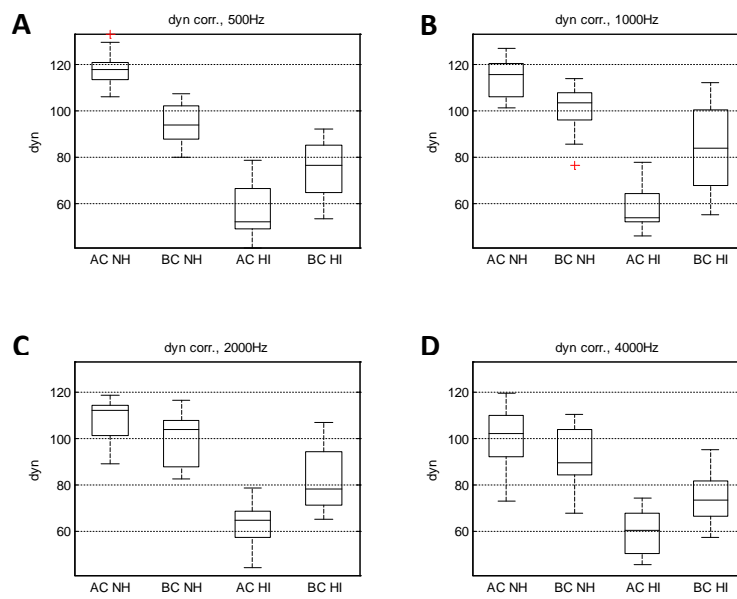 A
dyn corr., 500Hz
120
100
80
60
dyn
AC NH BC NH AC HI BC HI
B
dyn corr., 1000Hz
120
100
80
60
dyn
AC NH BC NH AC HI BC HI
C
dyn corr., 2000Hz
120
100
80
60
dyn
AC NH BC NH AC HI BC HI
D
dyn corr., 4000Hz
120
100
80
60
dyn
AC NH BC NH AC HI BC HI